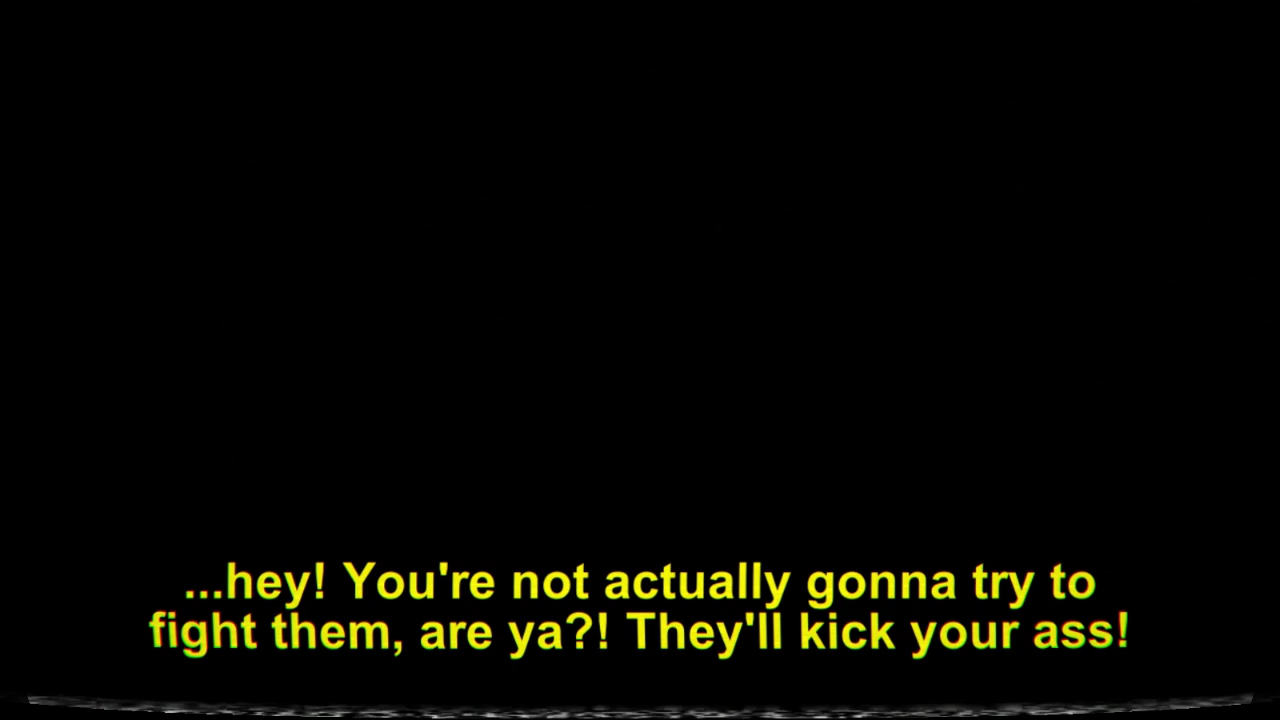 ...hey! You're not actually gonna try to
fight them, are ya?! They'll kick your ass!